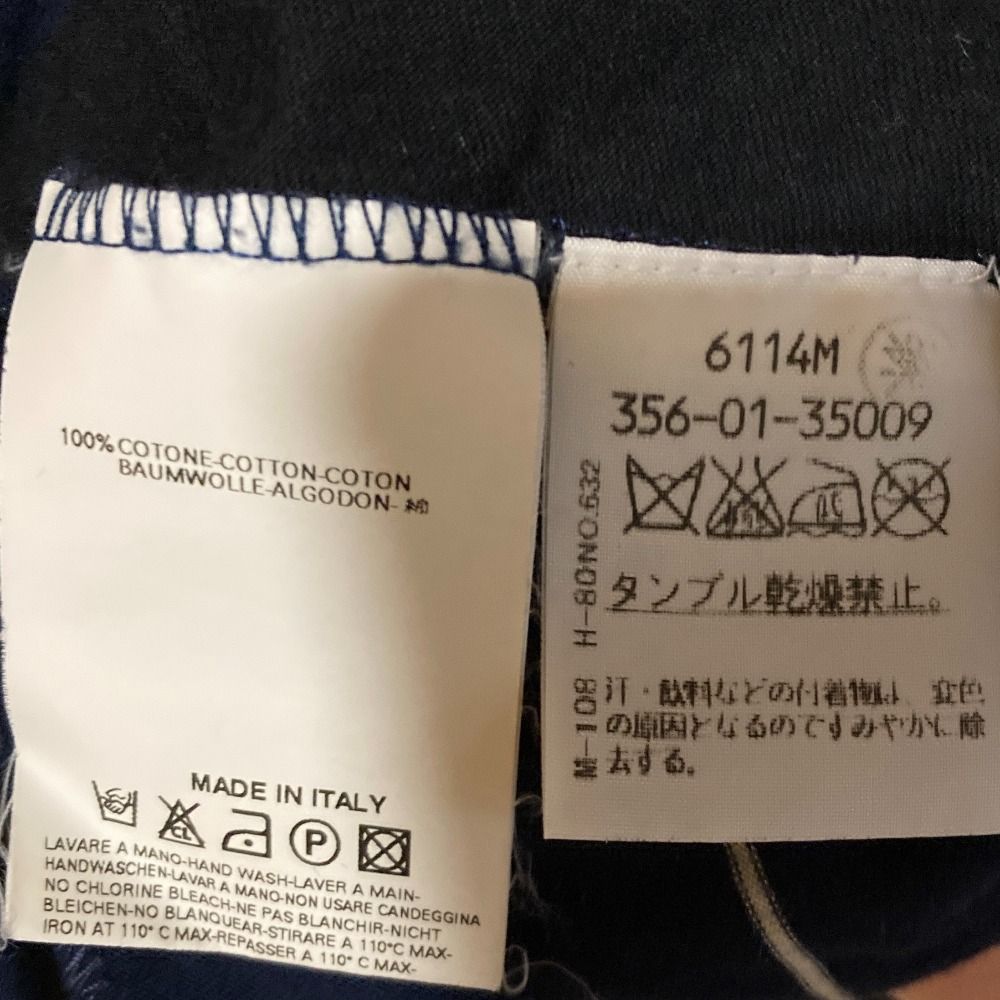 100% COTONE-COTTON-COTON
BAUMWOLLE-ALGODON- 綿
MADE IN ITALY
CL
P
LAVARE A MANO-HAND WASH-LAVER A MAIN-
HANDWASCHEN-LAVAR A MANO-NON USARE CANDEGGINA
NO CHLORINE BLEACH-NE PAS BLANCHIR-NICHT
BLEICHEN-NO BLANQUEAR-STIRARE A 110°C MAX-
IRON AT 110° C MAX-REPASSER A 110°C MAX-
6114M
356-01-35009
タンブル乾燥禁止。
汗・飲料などの付着物は、変色
の原因となるのですみやかに除
去する。
M-108 H-80NO.632